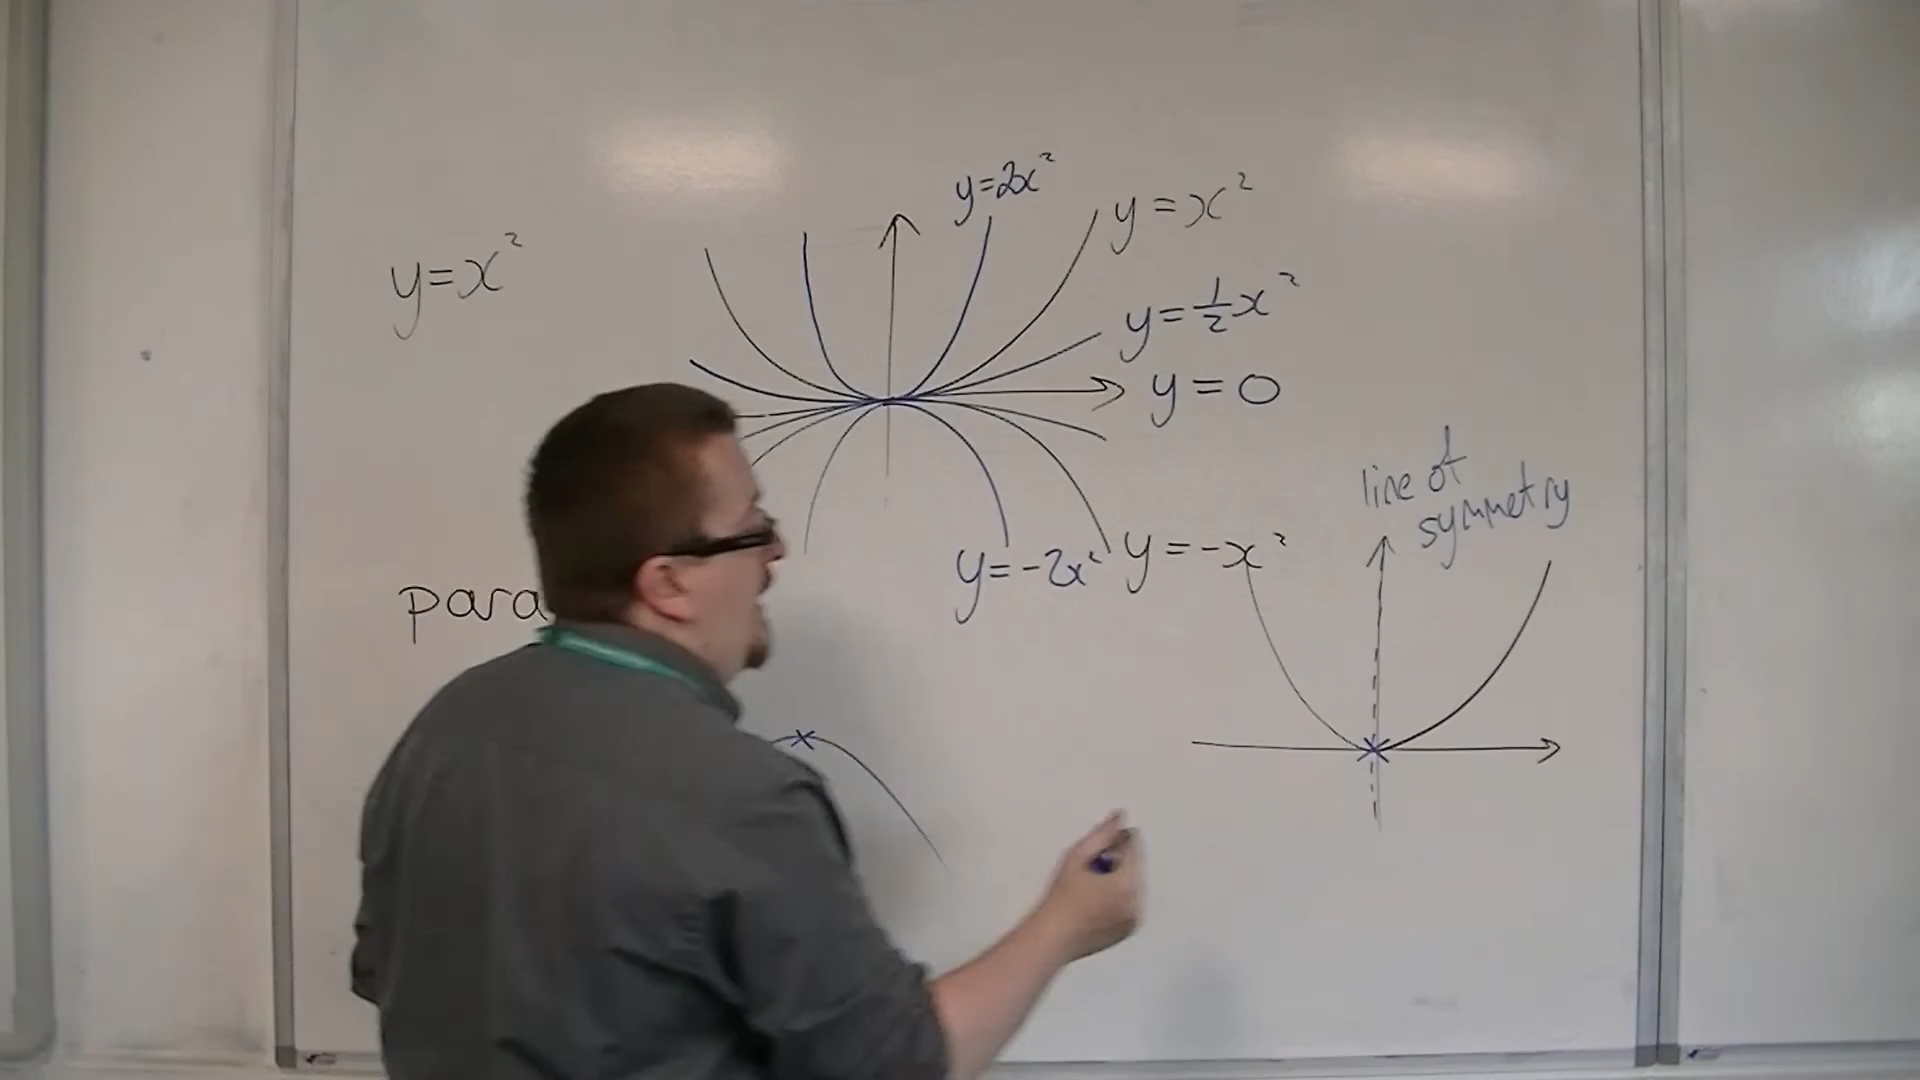 y=2x²
y=x²
y=x²
y=½x²
y=0
line of
symmetry
y=-2x²
y=-x²
para